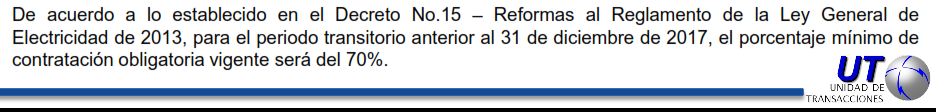 De acuerdo a lo establecido en el Decreto No.15 – Reformas al Reglamento de la Ley General de
Electricidad de 2013, para el periodo transitorio anterior al 31 de diciembre de 2017, el porcentaje mínimo de
contratación obligatoria vigente será del 70%.
UT
UNIDAD DE
TRANSACCIONES